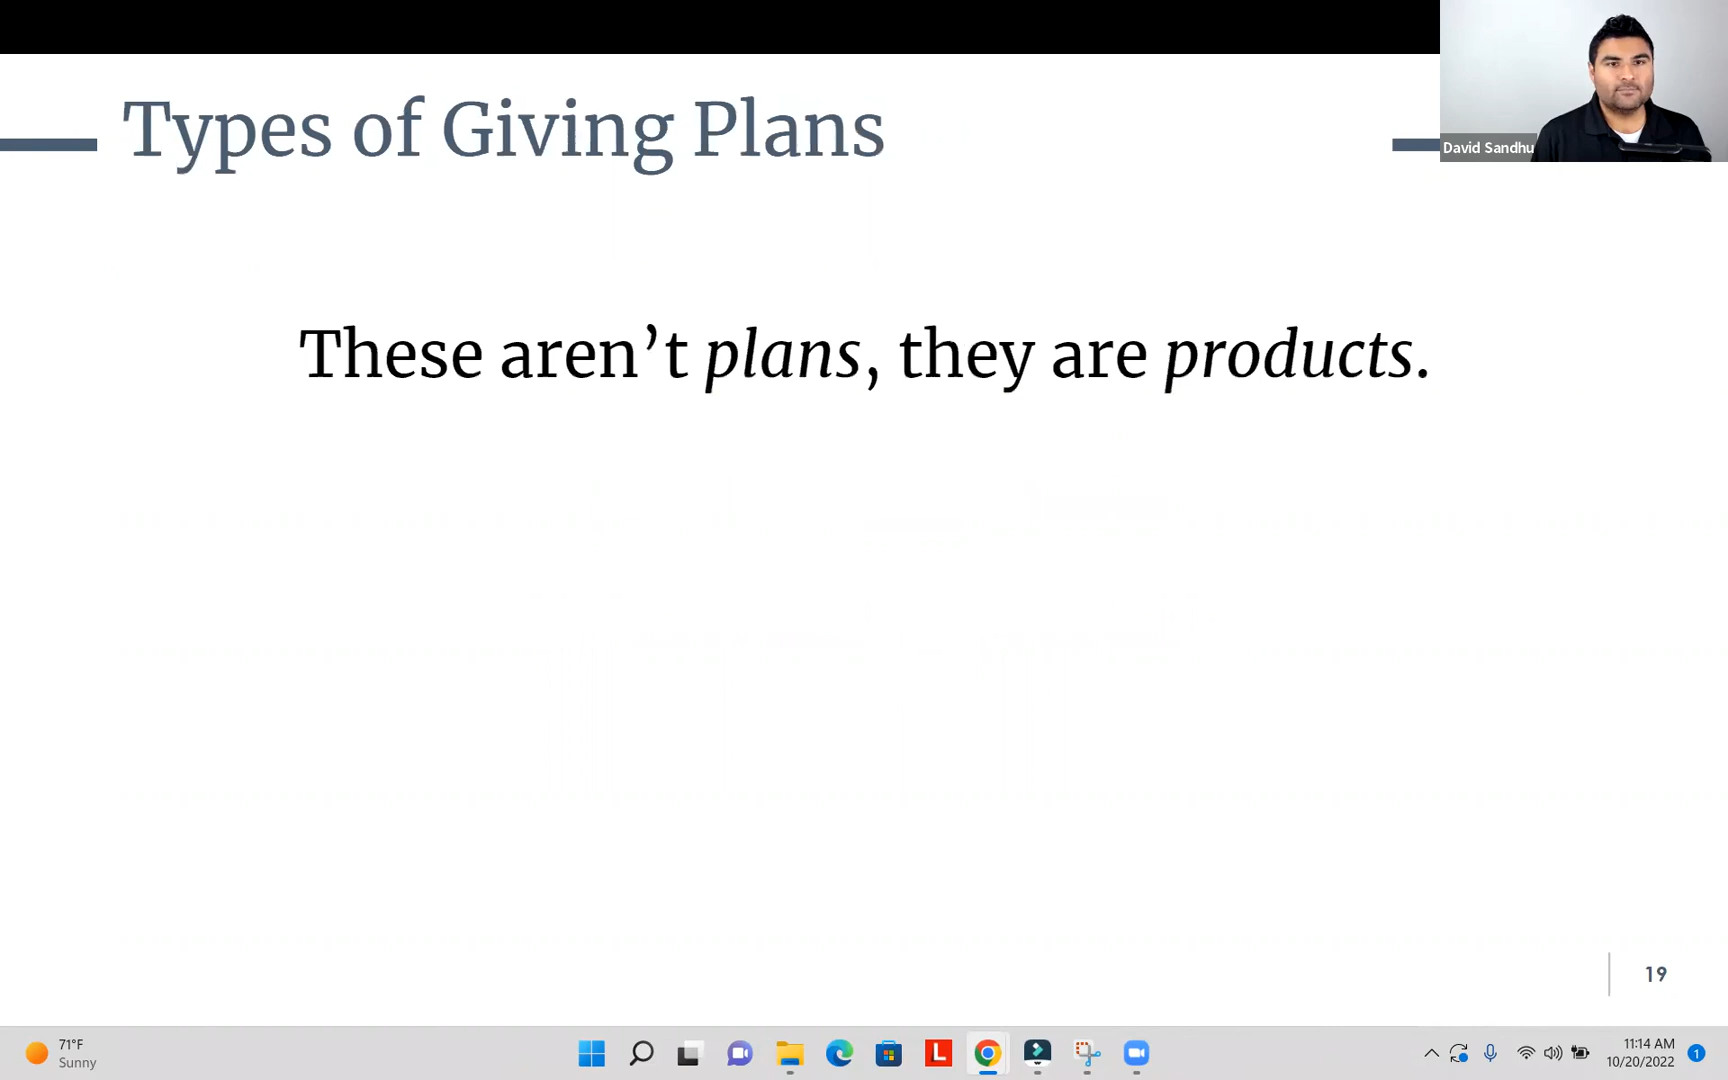 Types of Giving Plans
David Sandhu
These aren’t plans, they are products.
19
71°F
Sunny
L
11:14 AM
10/20/2022
1